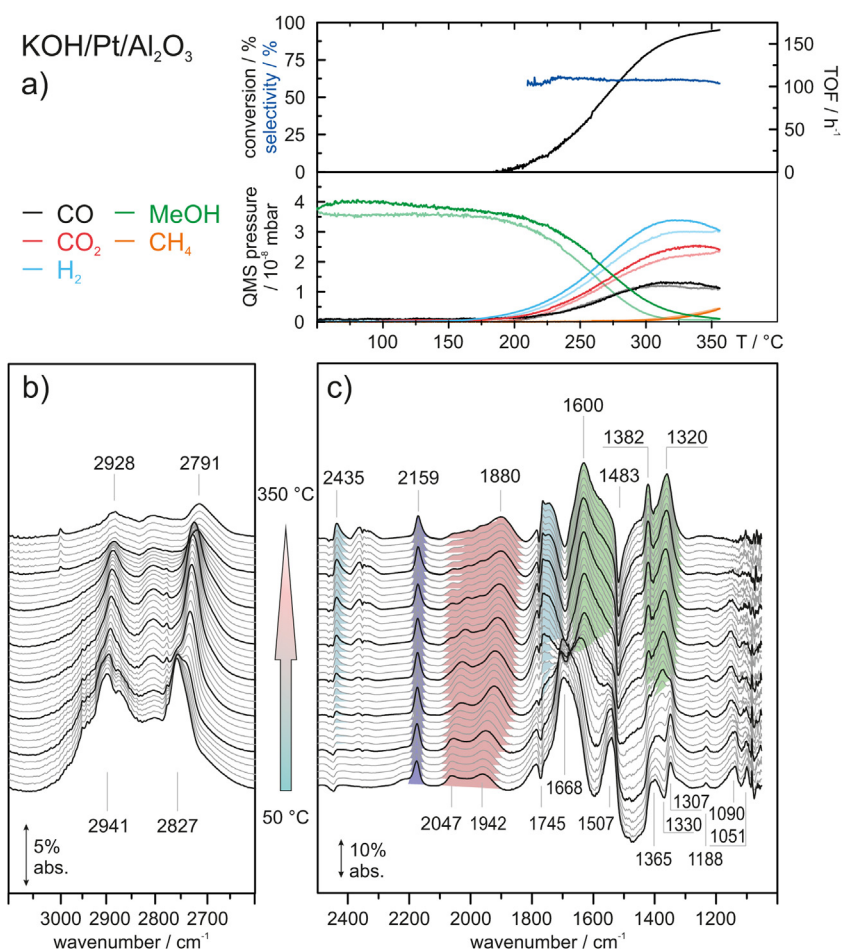 KOH/Pt/Al2O3
a)
conversion / %
selectivity / %
100
75
50
25
0
150
100
50
0
TOF / h-1
CO
MeOH
CO2
CH4
H2
QMS pressure
/ 10-8 mbar
4
3
2
1
0
100
150
200
250
300
350
T / °C
b)
2928
2791
2941
2827
5%
abs.
3000
2900
2800
2700
wavenumber / cm-1
350 °C
50 °C
c)
1600
1382
1320
2435
2159
1880
1483
1668
2047
1942
1745
1507
1307
1330
1090
1051
1365
1188
10%
abs.
2400
2200
2000
1800
1600
1400
1200
wavenumber / cm-1